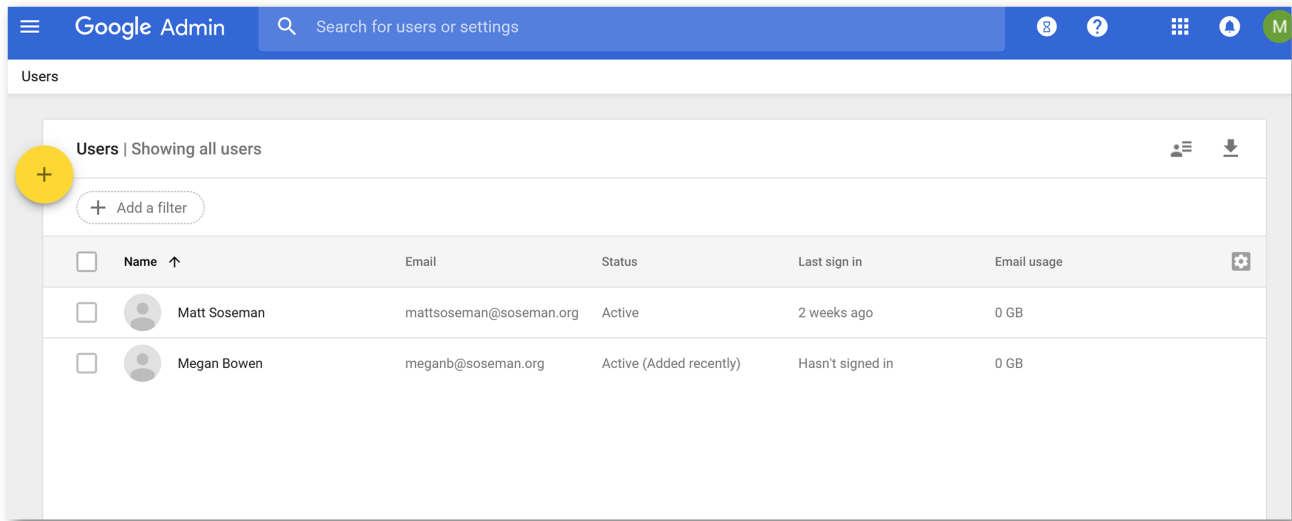 Google Admin Search for users or settings M
Users
Users | Showing all users
Add a filter
Name Email Status Last sign in Email usage
Matt Soseman mattsoseman@soseman.org Active 2 weeks ago 0 GB
Megan Bowen meganb@soseman.org Active (Added recently) Hasn't signed in 0 GB